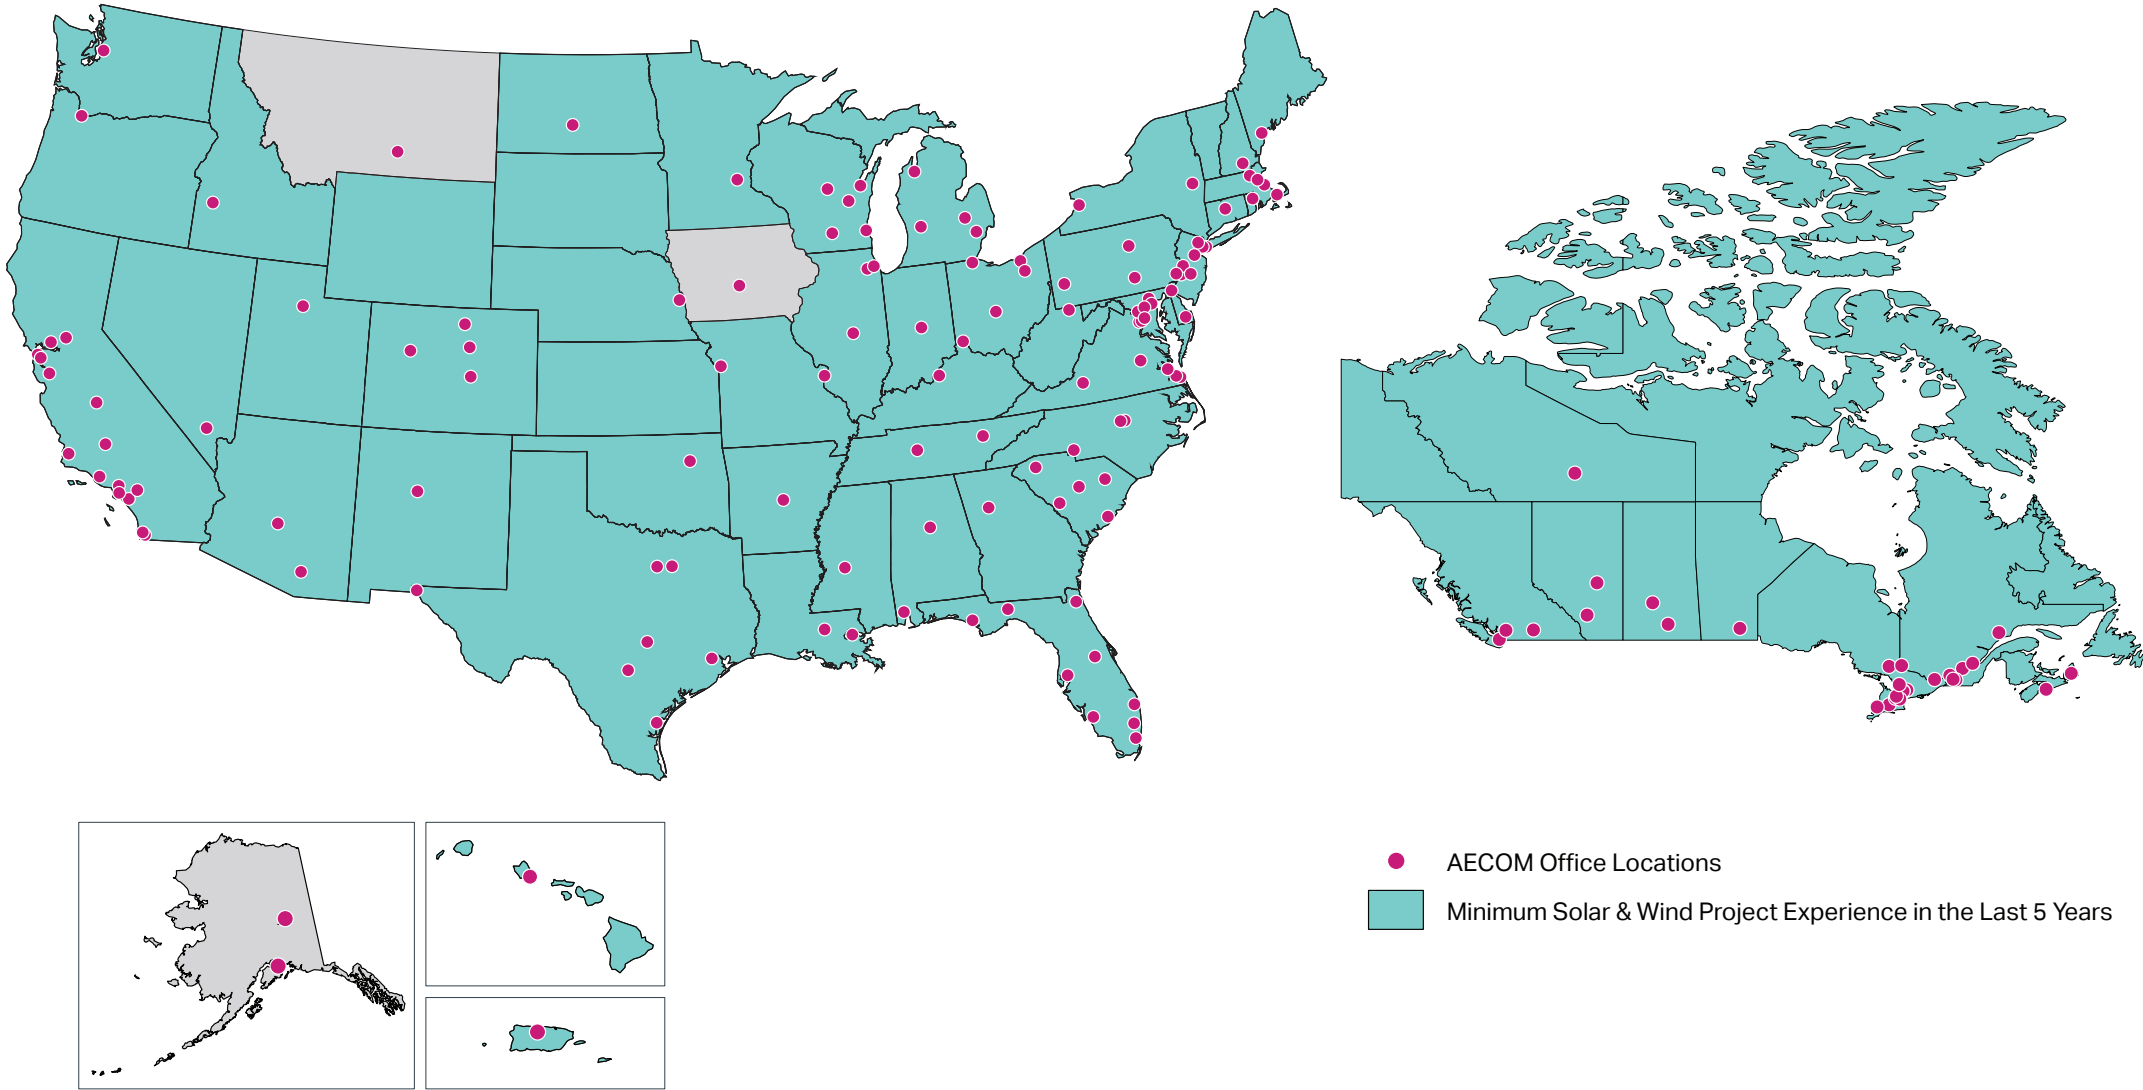 AECOM Office Locations
Minimum Solar & Wind Project Experience in the Last 5 Years